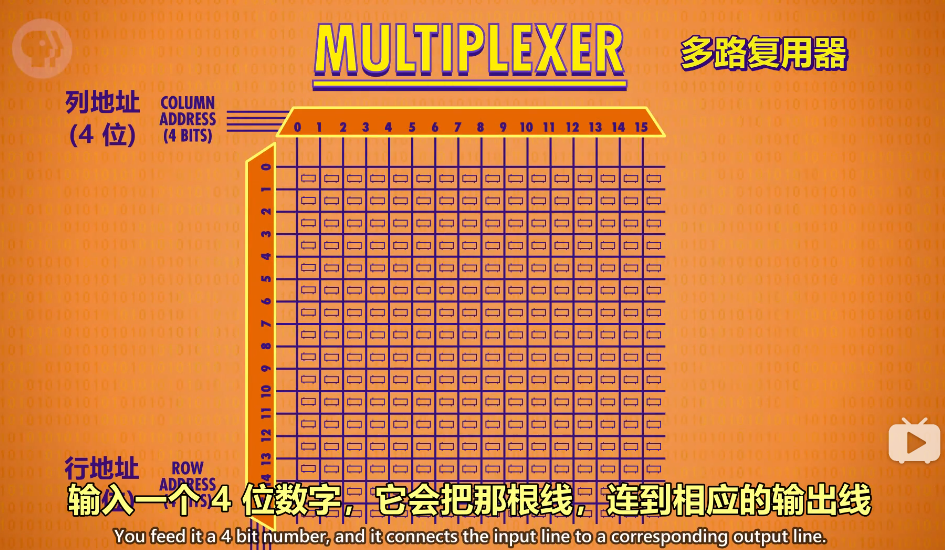 MULTIPLEXER
多路复用器
列地址
(4 位)
COLUMN
ADDRESS
(4 BITS)
0 1 2 3 4 5 6 7 8 9 10 11 12 13 14 15
0
1
2
3
4
5
6
7
8
9
10
11
12
13
行地址
ROW
ADDRESS
输入一个 4 位数字，它会把那根线，连到相应的输出线
You feed it a 4 bit number, and it connects the input line to a corresponding output line.